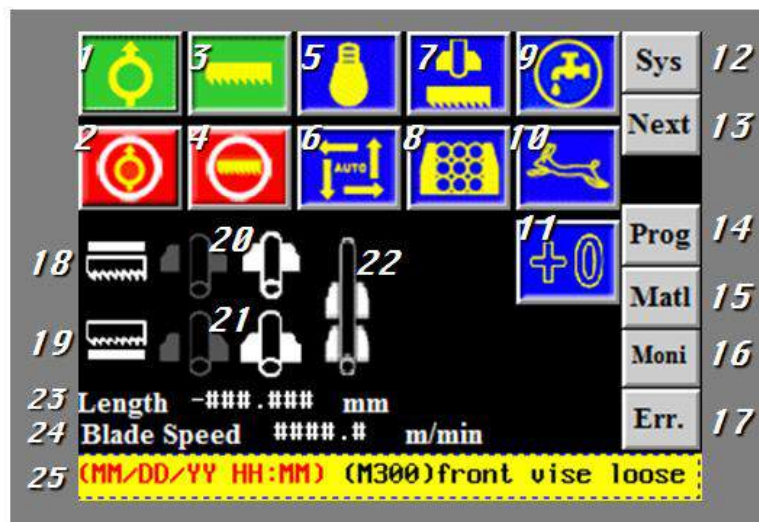 1 3 5 7 9 Sys 12
Next 13
2 4 6 AUTO 8 10
11 +0 Prog 14
18 20 22 Matl 15
19 21 Moni 16
23 Length -###.### mm
24 Blade Speed ####.# m/min Err. 17
25 (MM/DD/YY HH:MM) (M300)front vise loose